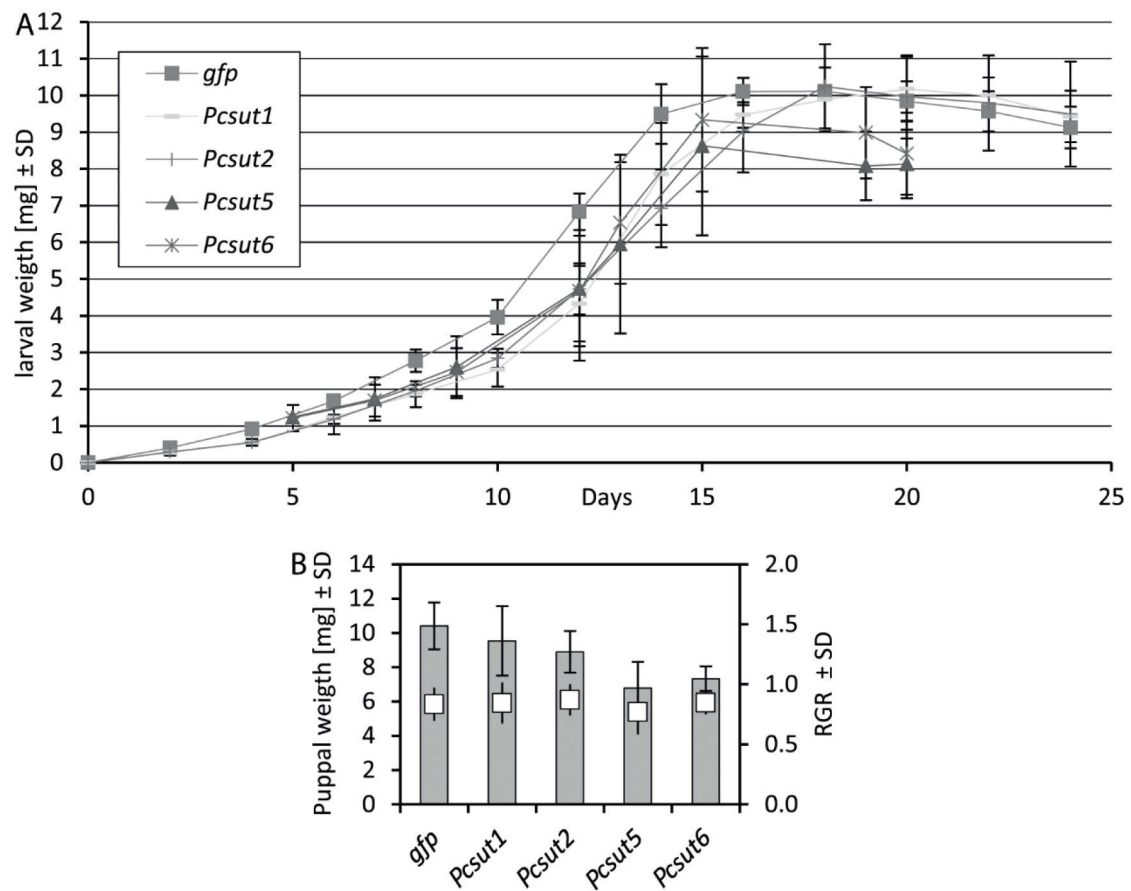 A
larval weigth [mg] ± SD
12
11
10
9
8
7
6
5
4
3
2
1
0
gfp
Pcsut1
Pcsut2
Pcsut5
Pcsut6
0 5 10 Days 15 20 25
B
Puppal weigth [mg] ± SD
14
12
10
8
6
4
2
0
2.0
1.5
1.0
0.5
0.0
RGR ± SD
gfp Pcsut1 Pcsut2 Pcsut5 Pcsut6